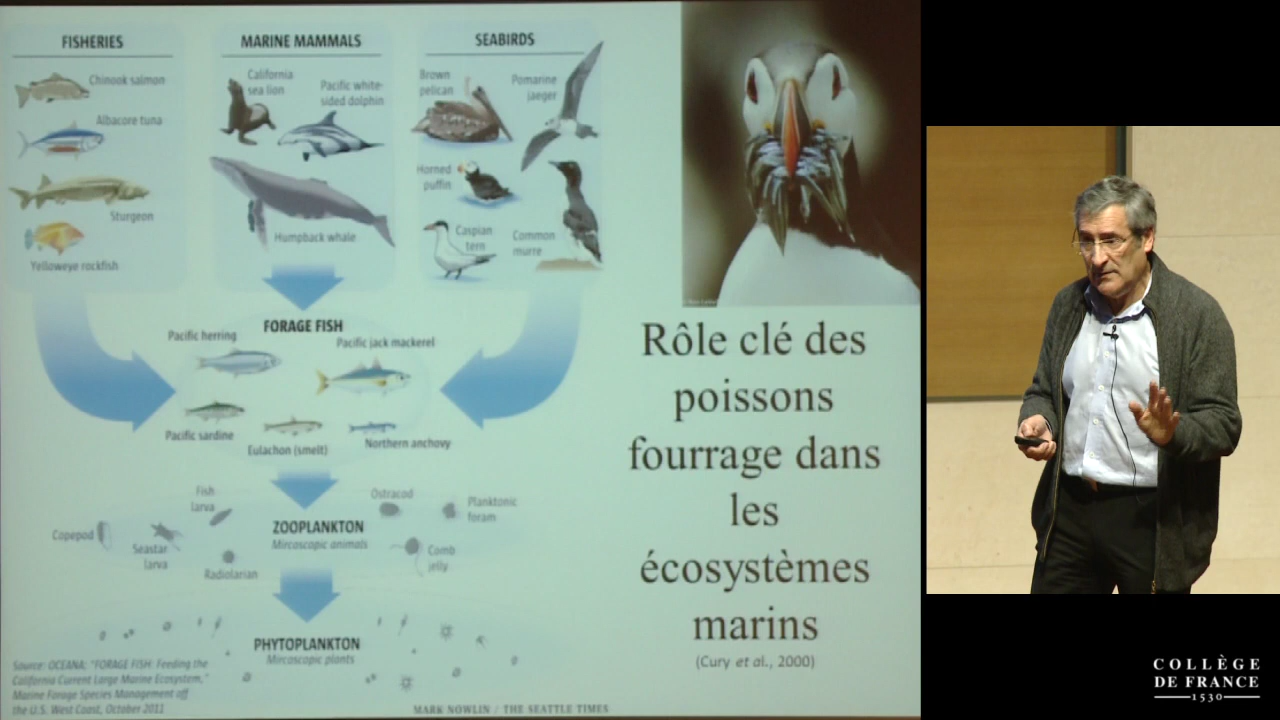 FISHERIES
Chinook salmon
Albacore tuna
Sturgeon
Yelloweye rockfish
MARINE MAMMALS
California
sea lion
Pacific white-
sided dolphin
Humpback whale
SEABIRDS
Brown
pelican
Pomarine
jaeger
Horned
puffin
Caspian
tern
Common
murre
FORAGE FISH
Pacific herring
Pacific jack mackerel
Pacific sardine
Eulachon (smelt)
Northern anchovy
Fish
larva
Ostracod
Planktonic
foram
Copepod
Seastar
larva
ZOOPLANKTON
Mircoscopic animals
Radiolarian
Comb
jelly
PHYTOPLANKTON
Mircoscopic plants
Source: OCEANA: "FORAGE FISH: Feeding the
California Current Large Marine Ecosystem,"
Marine Forage Species Management off
the U.S. West Coast, October 2011
MARK NOWLIN / THE SEATTLE TIMES
Rôle clé des
poissons
fourrage dans
les
écosystèmes
marins
(Cury et al., 2000)
COLLÈGE
DE FRANCE
1530